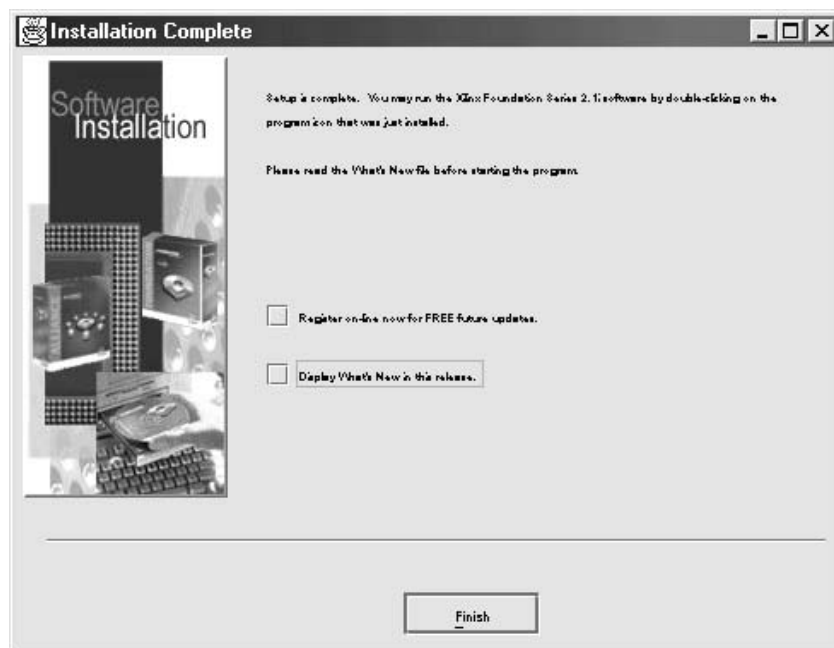 Installation Complete
Software
Installation
Setup is complete. You may run the Xilinx Foundation Series 2.1i software by double-clicking on the
program icon that was just installed.
Please read the What's New file before starting the program.
Register on-line now for FREE future updates.
Display What's New in this release.
Finish